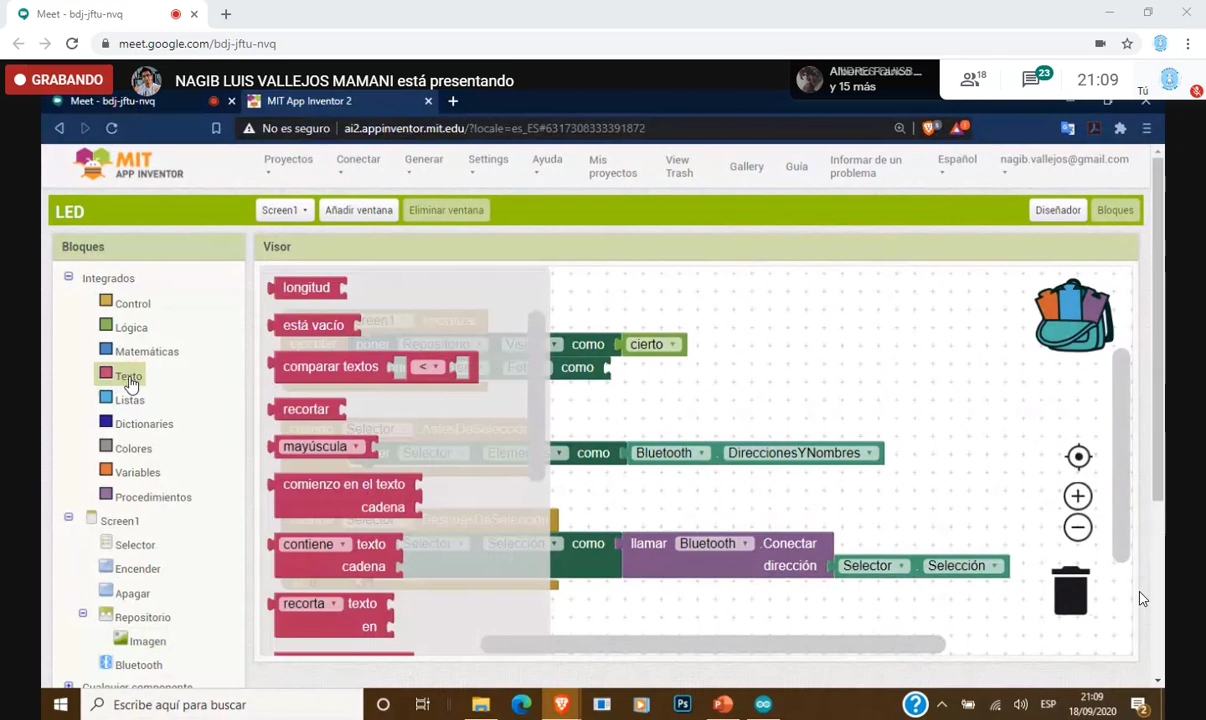 Meet - bdj-jftu-nvq
meet.google.com/bdj-jftu-nvq
GRABANDO
NAGIB LUIS VALLEJOS MAMANI está presentando
y 15 más
18
23
21:09
Tú
Meet - bdj-jftu-nvq
MIT App Inventor 2
No es seguro
ai2.appinventor.mit.edu/?locale=es_ES#6317308333391872
MIT
APP INVENTOR
Proyectos
Conectar
Generar
Settings
Ayuda
Mis proyectos
View Trash
Gallery
Guía
Informar de un problema
Español
nagib.vallejos@gmail.com
LED
Screen1
Añadir ventana
Eliminar ventana
Diseñador
Bloques
Bloques
Visor
Integrados
Control
Lógica
Matemáticas
Texto
Listas
Dictionaries
Colores
Variables
Procedimientos
Screen1
Selector
Encender
Apagar
Repositorio
Imagen
Bluetooth
Cualquier componente
longitud
está vacío
comparar textos <
recortar
mayúscula
comienzo en el texto
cadena
contiene texto
cadena
recorta texto
en
como cierto
como
como Bluetooth . DireccionesYNombres
como llamar Bluetooth .Conectar
dirección Selector . Selección
Escribe aquí para buscar
ESP
21:09
18/09/2020
2